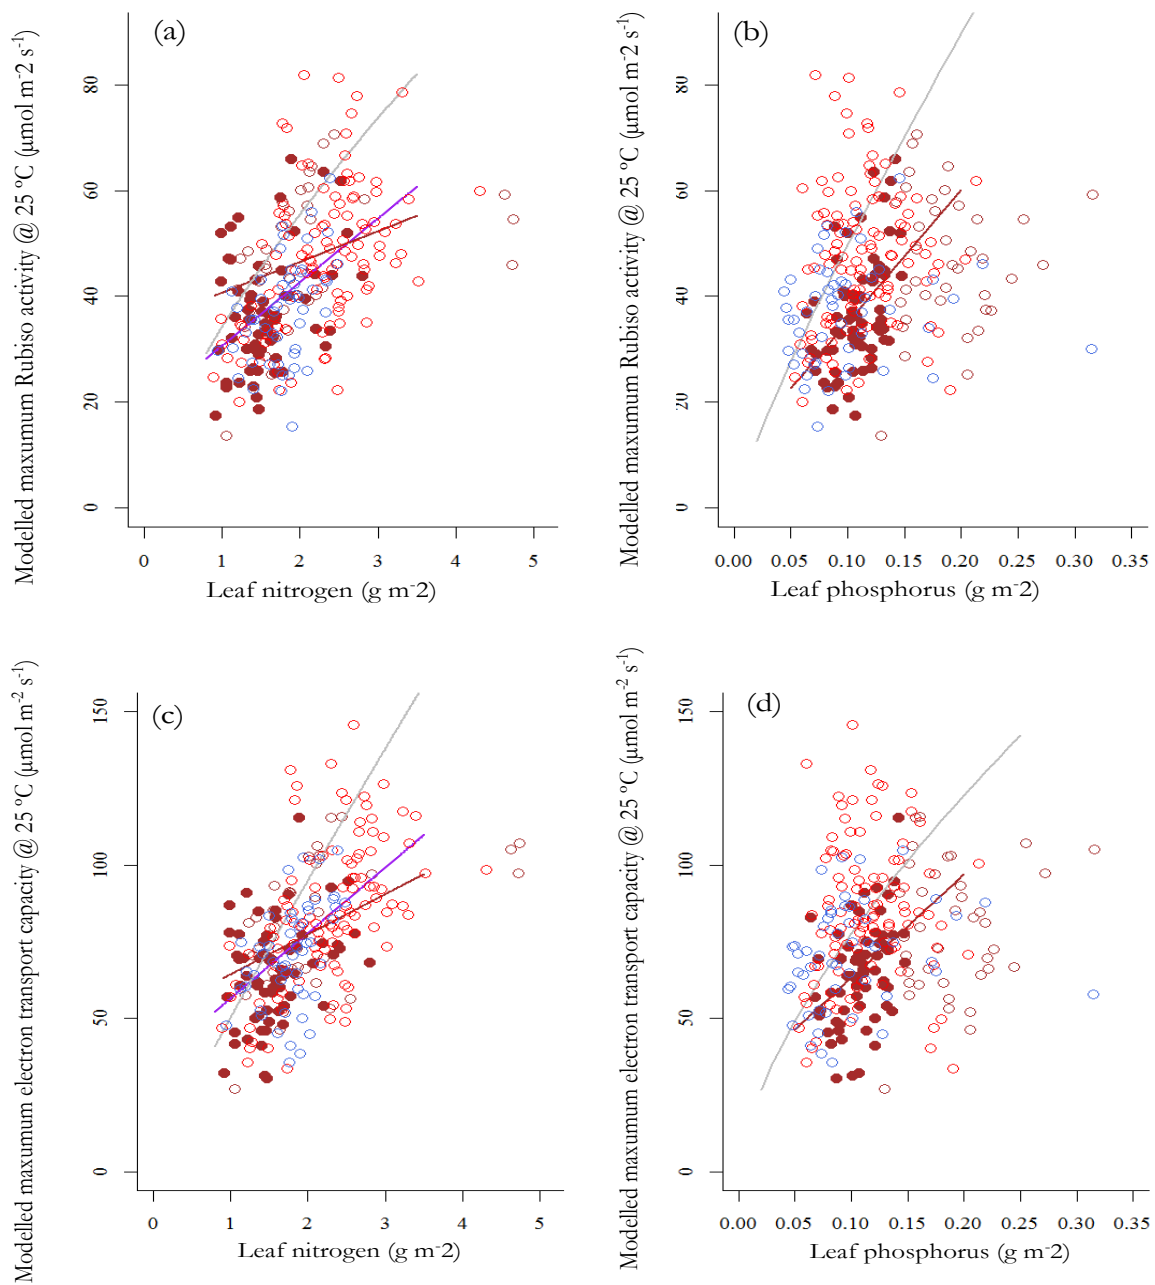 (a)
Modelled maxumum Rubiso activity @ 25 ºC (µmol m-2 s-1)
0 20 40 60 80
0 1 2 3 4 5
Leaf nitrogen (g m-2)
(b)
Modelled maxumum Rubiso activity @ 25 ºC (µmol m-2 s-1)
0 20 40 60 80
0.00 0.05 0.10 0.15 0.20 0.25 0.30 0.35
Leaf phosphorus (g m-2)
(c)
Modelled maxumum electron transport capacity @ 25 ºC (µmol m-2 s-1)
0 50 100 150
0 1 2 3 4 5
Leaf nitrogen (g m-2)
(d)
Modelled maxumum electron transport capacity @ 25 ºC (µmol m-2 s-1)
0 50 100 150
0.00 0.05 0.10 0.15 0.20 0.25 0.30 0.35
Leaf phosphorus (g m-2)